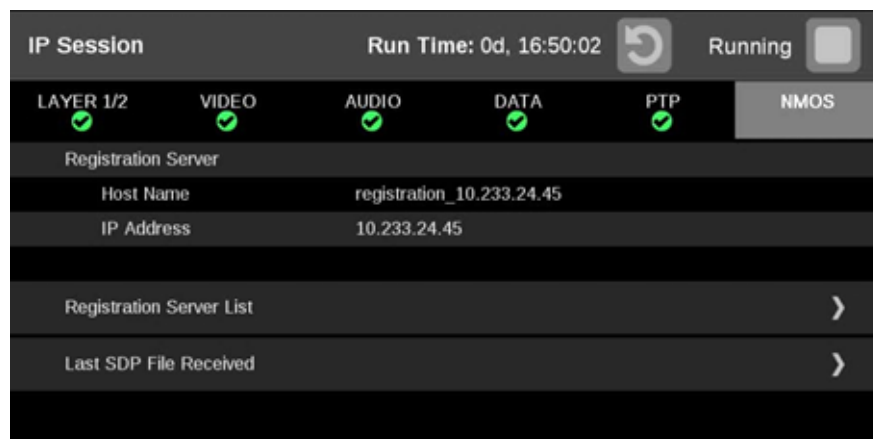 IP Session Run Time: 0d, 16:50:02 Running
LAYER 1/2 VIDEO AUDIO DATA PTP NMOS
Registration Server
Host Name registration_10.233.24.45
IP Address 10.233.24.45
Registration Server List
Last SDP File Received